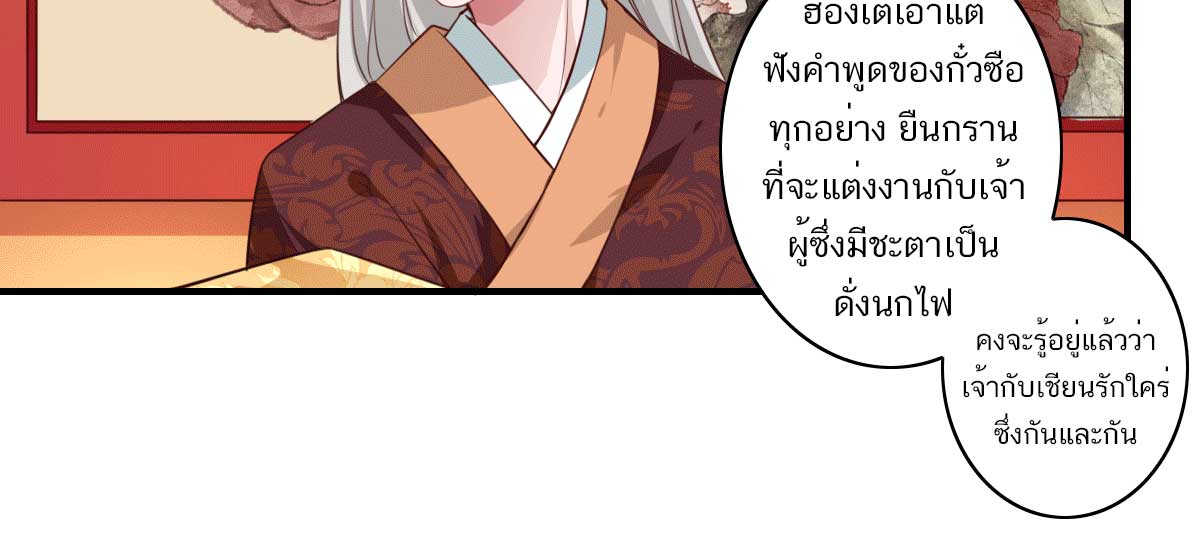 ฮ่องเต้เอาแต่
ฟังคำพูดของกั๋วซือ
ทุกอย่าง ยืนกราน
ที่จะแต่งงานกับเจ้า
ผู้ซึ่งมีชะตาเป็น
ดั่งนกไฟ
คงจะรู้อยู่แล้วว่า
เจ้ากับเชียนรักใคร่
ซึ่งกันและกัน